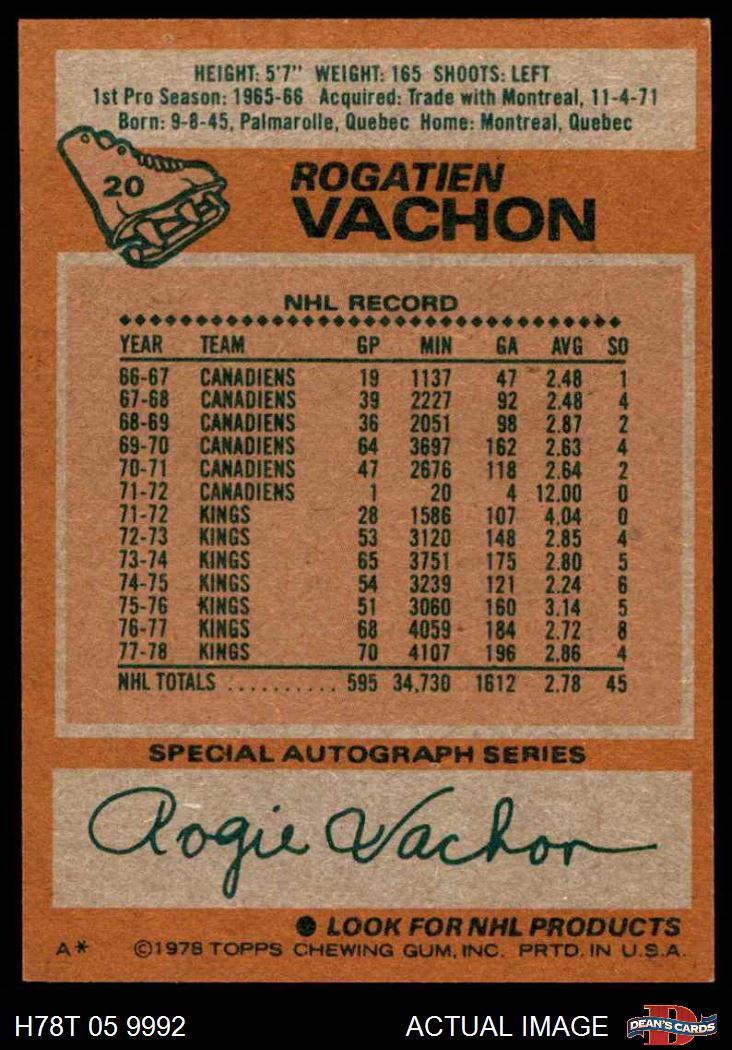 HEIGHT: 5'7" WEIGHT: 165 SHOOTS: LEFT
1st Pro Season: 1965-66 Acquired: Trade with Montreal, 11-4-71
Born: 9-8-45, Palmarolle, Quebec Home: Montreal, Quebec
20
ROGATIEN
VACHON
NHL RECORD
YEAR TEAM GP MIN GA AVG SO
66-67 CANADIENS 19 1137 47 2.48 1
67-68 CANADIENS 39 2227 92 2.48 4
68-69 CANADIENS 36 2051 98 2.87 2
69-70 CANADIENS 64 3697 162 2.63 4
70-71 CANADIENS 47 2676 118 2.64 2
71-72 CANADIENS 1 20 4 12.00 0
71-72 KINGS 28 1586 107 4.04 0
72-73 KINGS 53 3120 148 2.85 4
73-74 KINGS 65 3751 175 2.80 5
74-75 KINGS 54 3239 121 2.24 6
75-76 KINGS 51 3060 160 3.14 5
76-77 KINGS 68 4059 184 2.72 8
77-78 KINGS 70 4107 196 2.86 4
NHL TOTALS .......... 595 34,730 1612 2.78 45
SPECIAL AUTOGRAPH SERIES
Rogie Vachon
● LOOK FOR NHL PRODUCTS
A* ©1978 TOPPS CHEWING GUM, INC. PRTD. IN U.S.A.
H78T 05 9992 ACTUAL IMAGE DEAN'S CARDS